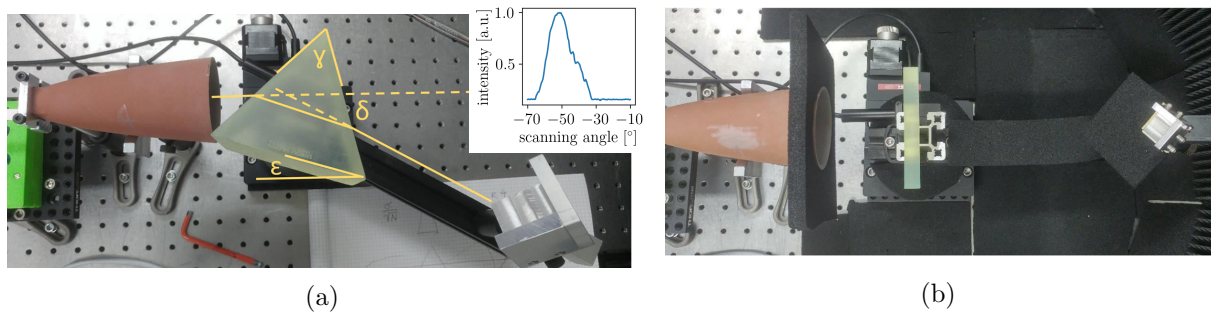 γ
δ
ε
intensity [a.u.]
1.0
0.5
−70 −50 −30 −10
scanning angle [°]
(a)
(b)